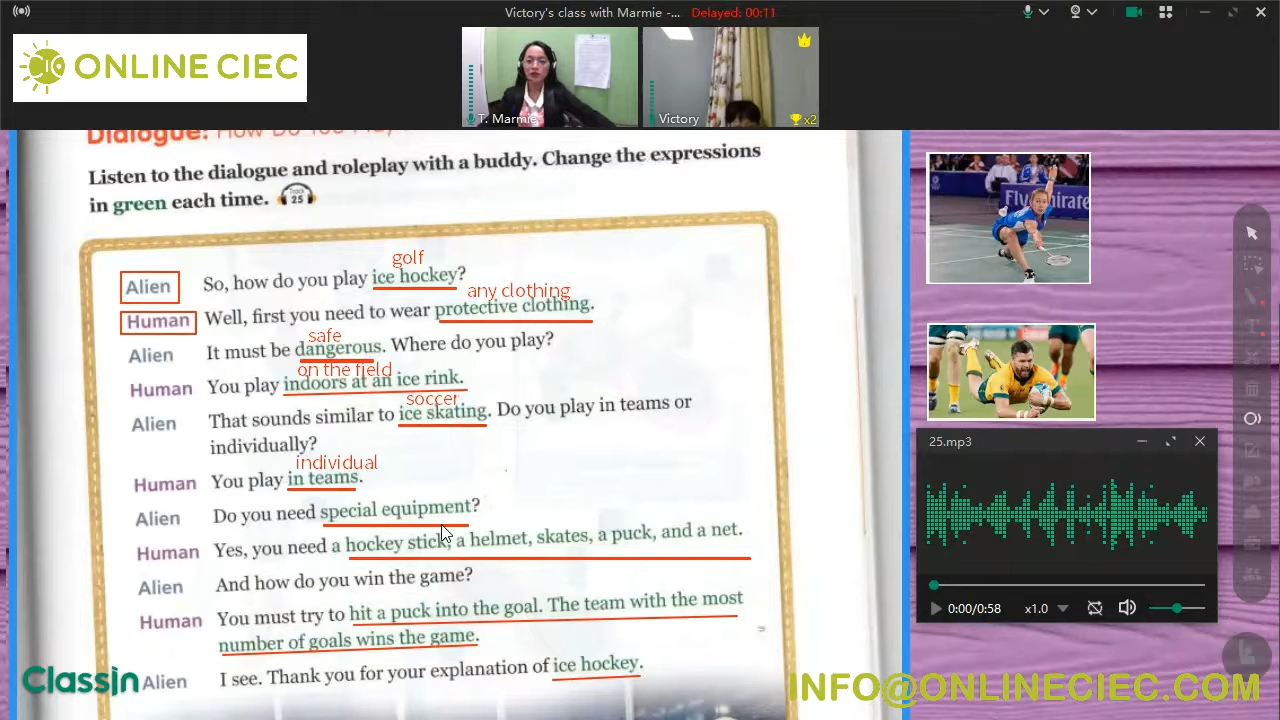 Victory's class with Marmie -... Delayed: 00:11
ONLINE CIEC
T. Marmie
Victory
x2
Dialogue: How Do You Play
Listen to the dialogue and roleplay with a buddy. Change the expressions
in green each time. Track 25
golf
Alien So, how do you play ice hockey?
any clothing
Human Well, first you need to wear protective clothing.
safe
Alien It must be dangerous. Where do you play?
on the field
Human You play indoors at an ice rink.
soccer
Alien That sounds similar to ice skating. Do you play in teams or
individually?
individual
Human You play in teams.
Alien Do you need special equipment?
Human Yes, you need a hockey stick, a helmet, skates, a puck, and a net.
Alien And how do you win the game?
Human You must try to hit a puck into the goal. The team with the most
number of goals wins the game.
Alien I see. Thank you for your explanation of ice hockey.
ClassIn
Fly Emirates
25.mp3
0:00/0:58 x1.0
INFO@ONLINECIEC.COM